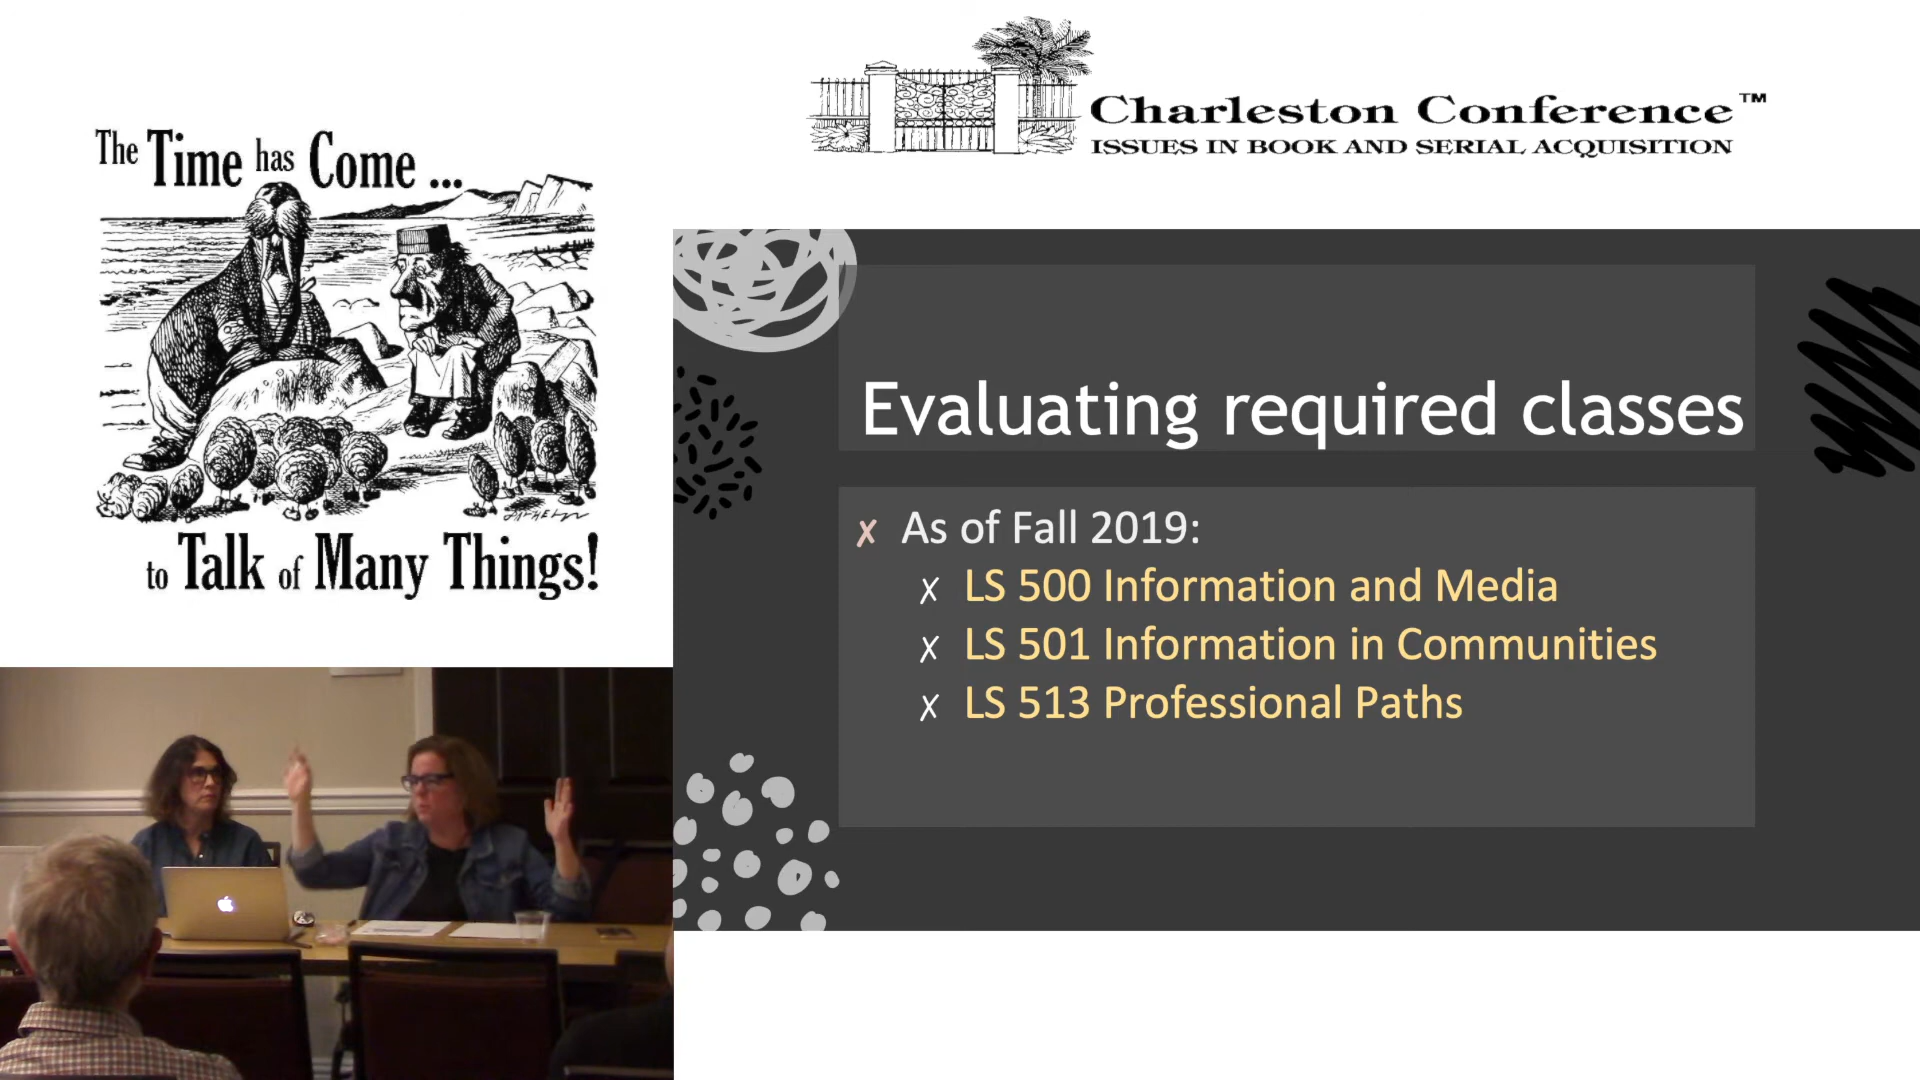 The Time has Come ...
to Talk of Many Things!
Charleston Conference™
ISSUES IN BOOK AND SERIAL ACQUISITION
Evaluating required classes
✗ As of Fall 2019:
✗ LS 500 Information and Media
✗ LS 501 Information in Communities
✗ LS 513 Professional Paths